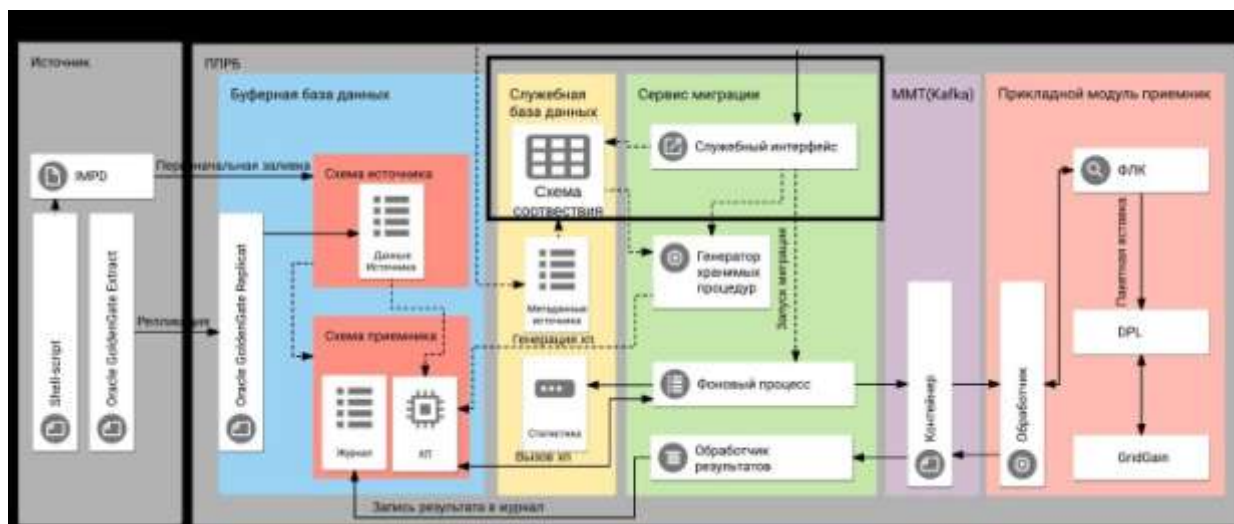 Источник
ППРБ
Буферная база данных
Служебная
база данных
Сервис миграции
ММТ(Kafka)
Прикладной модуль приемник
IMPD
Первоначальная заливка
Схема источника
Данные
Источника
Схема
соответствия
Служебный интерфейс
ФЛК
Генератор
хранимых
процедур
Запуск миграции
Пакетная вставка
Shell-script
Oracle GoldenGate Extract
Репликация
Oracle GoldenGate Replicat
Метаданные
источника
Генерация хп
Схема приемника
Журнал
ХП
Статистика
Вызов хп
Фоновый процесс
Обработчик
результатов
Контейнер
Обработчик
DPL
GridGain
Запись результата в журнал